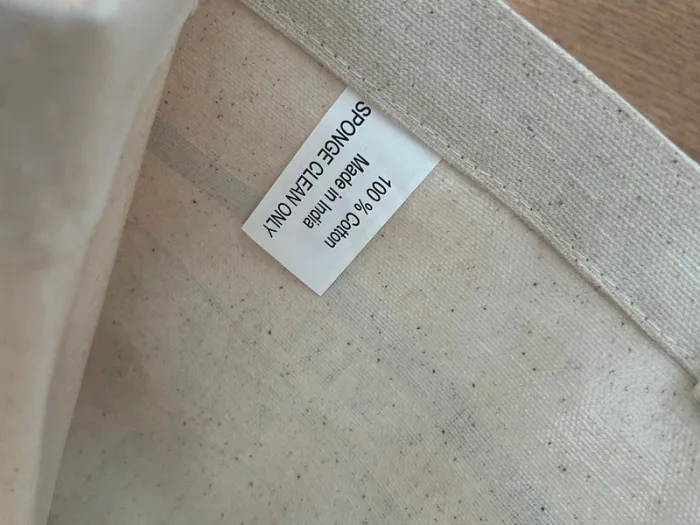 100 % Cotton
Made in India
SPONGE CLEAN ONLY